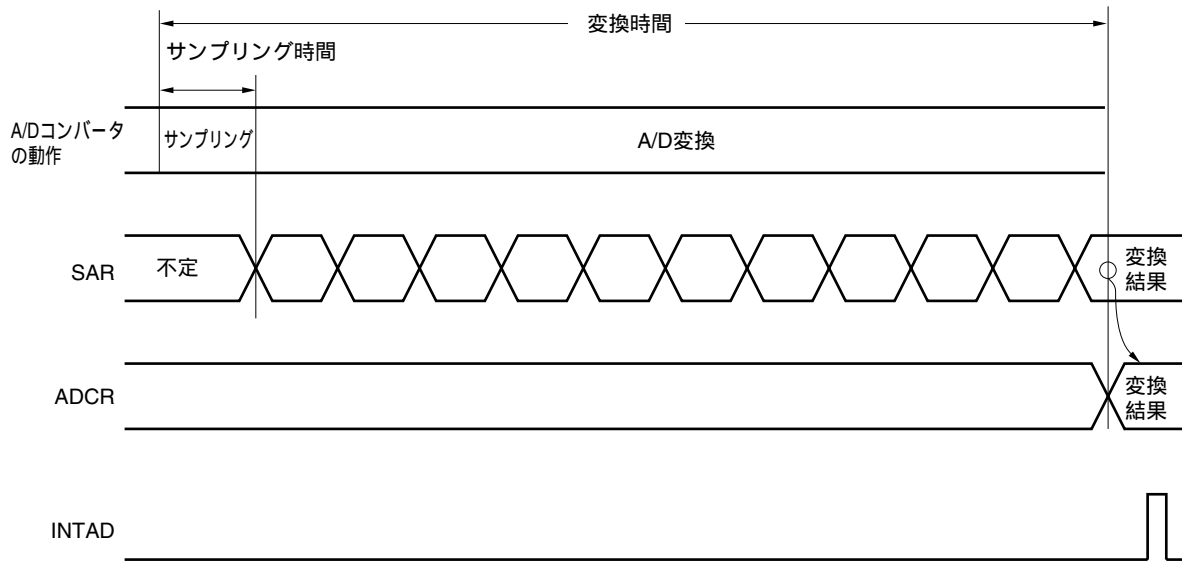 変換時間
サンプリング時間
A/Dコンバータ
の動作
サンプリング
A/D変換
SAR
不定
変換
結果
ADCR
変換
結果
INTAD